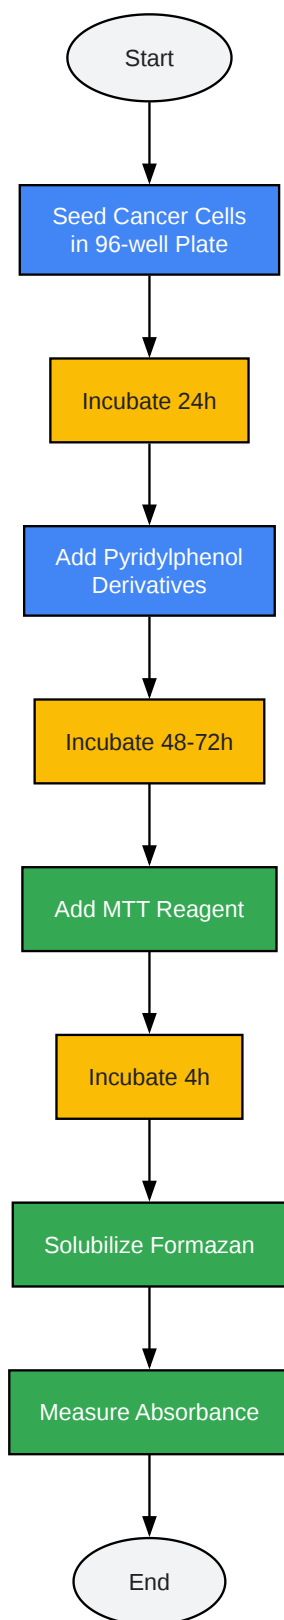 Start
Seed Cancer Cells
in 96-well Plate
Incubate 24h
Add Pyridylphenol
Derivatives
Incubate 48-72h
Add MTT Reagent
Incubate 4h
Solubilize Formazan
Measure Absorbance
End